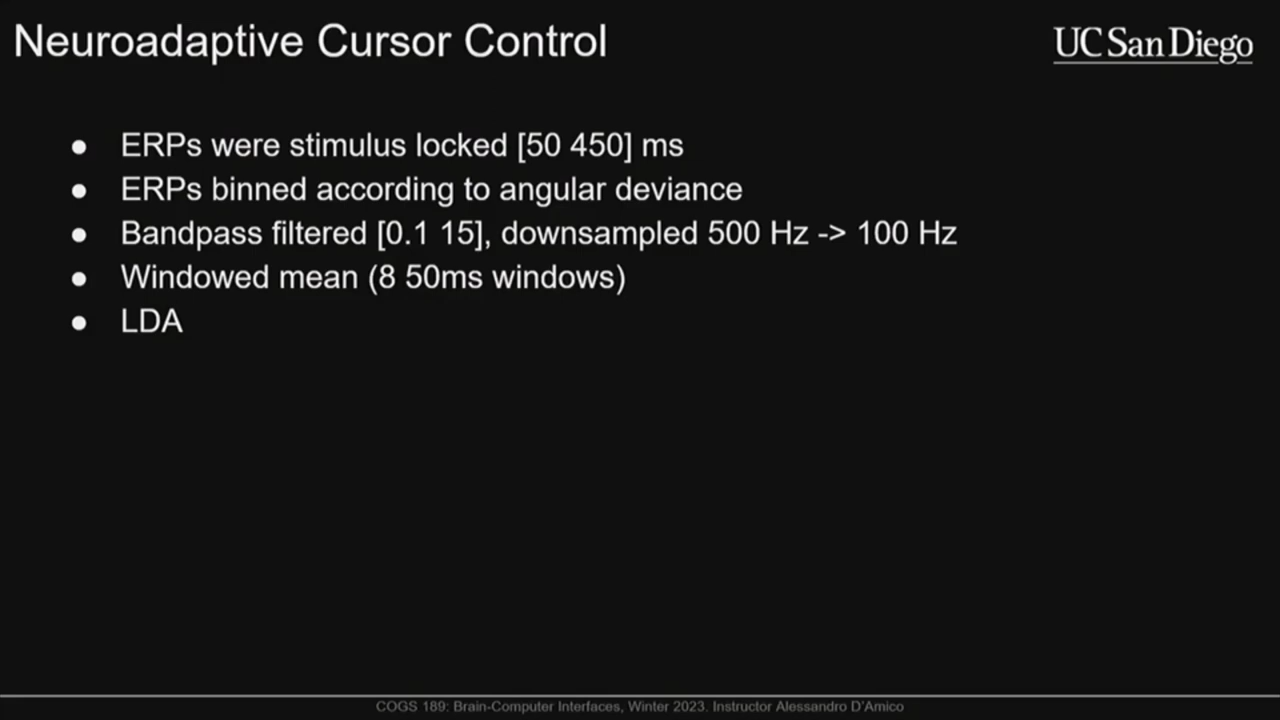 Neuroadaptive Cursor Control
UC San Diego
● ERPs were stimulus locked [50 450] ms
● ERPs binned according to angular deviance
● Bandpass filtered [0.1 15], downsampled 500 Hz -> 100 Hz
● Windowed mean (8 50ms windows)
● LDA
COGS 189: Brain-Computer Interfaces, Winter 2023. Instructor Alessandro D'Amico